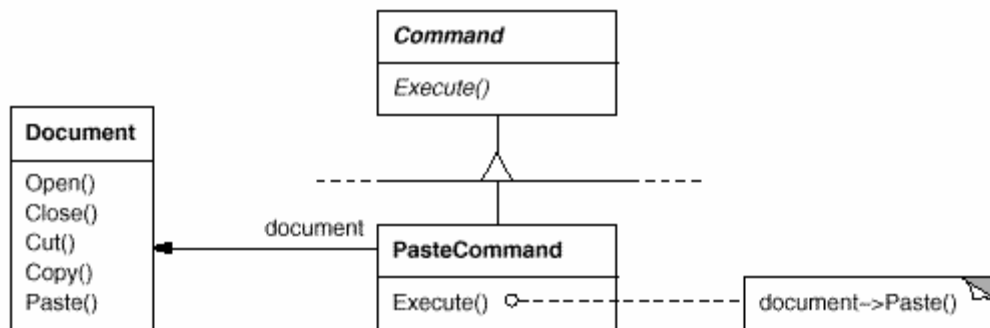 Command
Execute()
Document
Open()
Close()
Cut()
Copy()
Paste()
document
PasteCommand
Execute()
document->Paste()